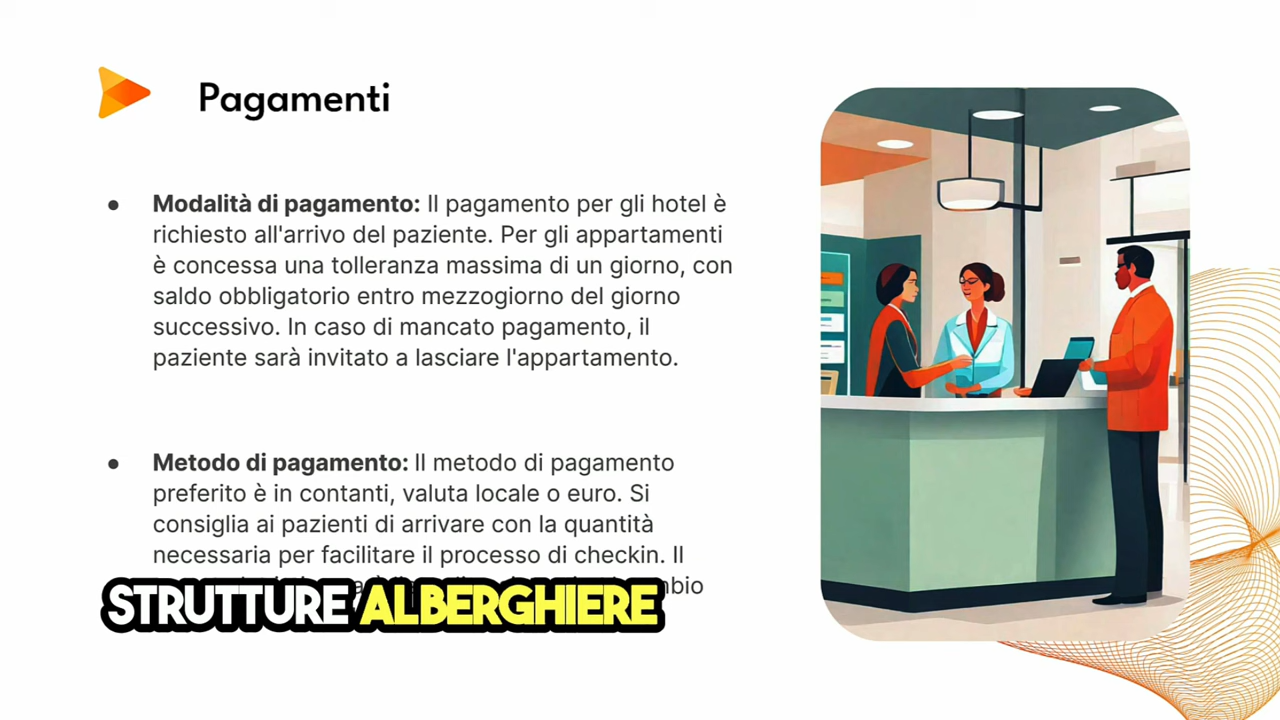 Pagamenti
Modalità di pagamento: Il pagamento per gli hotel è
richiesto all'arrivo del paziente. Per gli appartamenti
è concessa una tolleranza massima di un giorno, con
saldo obbligatorio entro mezzogiorno del giorno
successivo. In caso di mancato pagamento, il
paziente sarà invitato a lasciare l'appartamento.
Metodo di pagamento: Il metodo di pagamento
preferito è in contanti, valuta locale o euro. Si
consiglia ai pazienti di arrivare con la quantità
necessaria per facilitare il processo di checkin. Il
STRUTTURE ALBERGHIERE